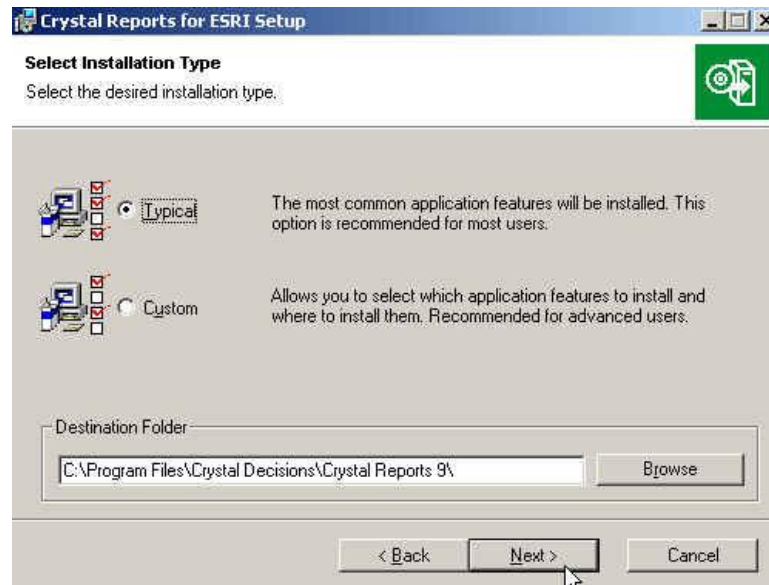 Crystal Reports for ESRI Setup
Select Installation Type
Select the desired installation type.
Typical
The most common application features will be installed. This
option is recommended for most users.
Custom
Allows you to select which application features to install and
where to install them. Recommended for advanced users.
Destination Folder
C:\Program Files\Crystal Decisions\Crystal Reports 9\
Browse
< Back
Next >
Cancel